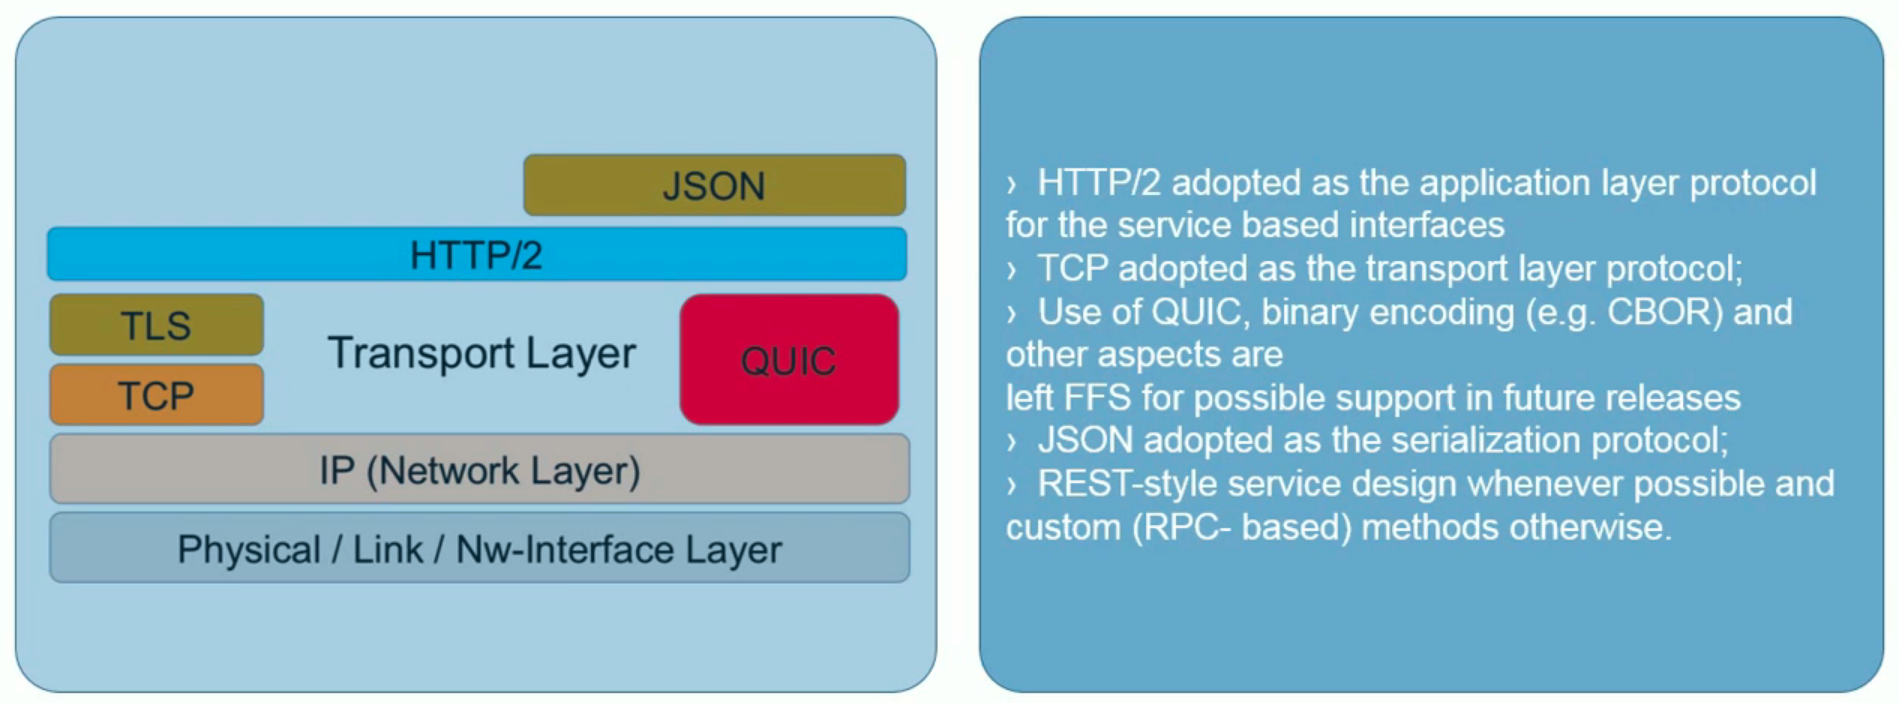 JSON
HTTP/2
TLS
Transport Layer
QUIC
TCP
IP (Network Layer)
Physical / Link / Nw-Interface Layer
› HTTP/2 adopted as the application layer protocol
for the service based interfaces
› TCP adopted as the transport layer protocol;
› Use of QUIC, binary encoding (e.g. CBOR) and
other aspects are
left FFS for possible support in future releases
› JSON adopted as the serialization protocol;
› REST-style service design whenever possible and
custom (RPC- based) methods otherwise.